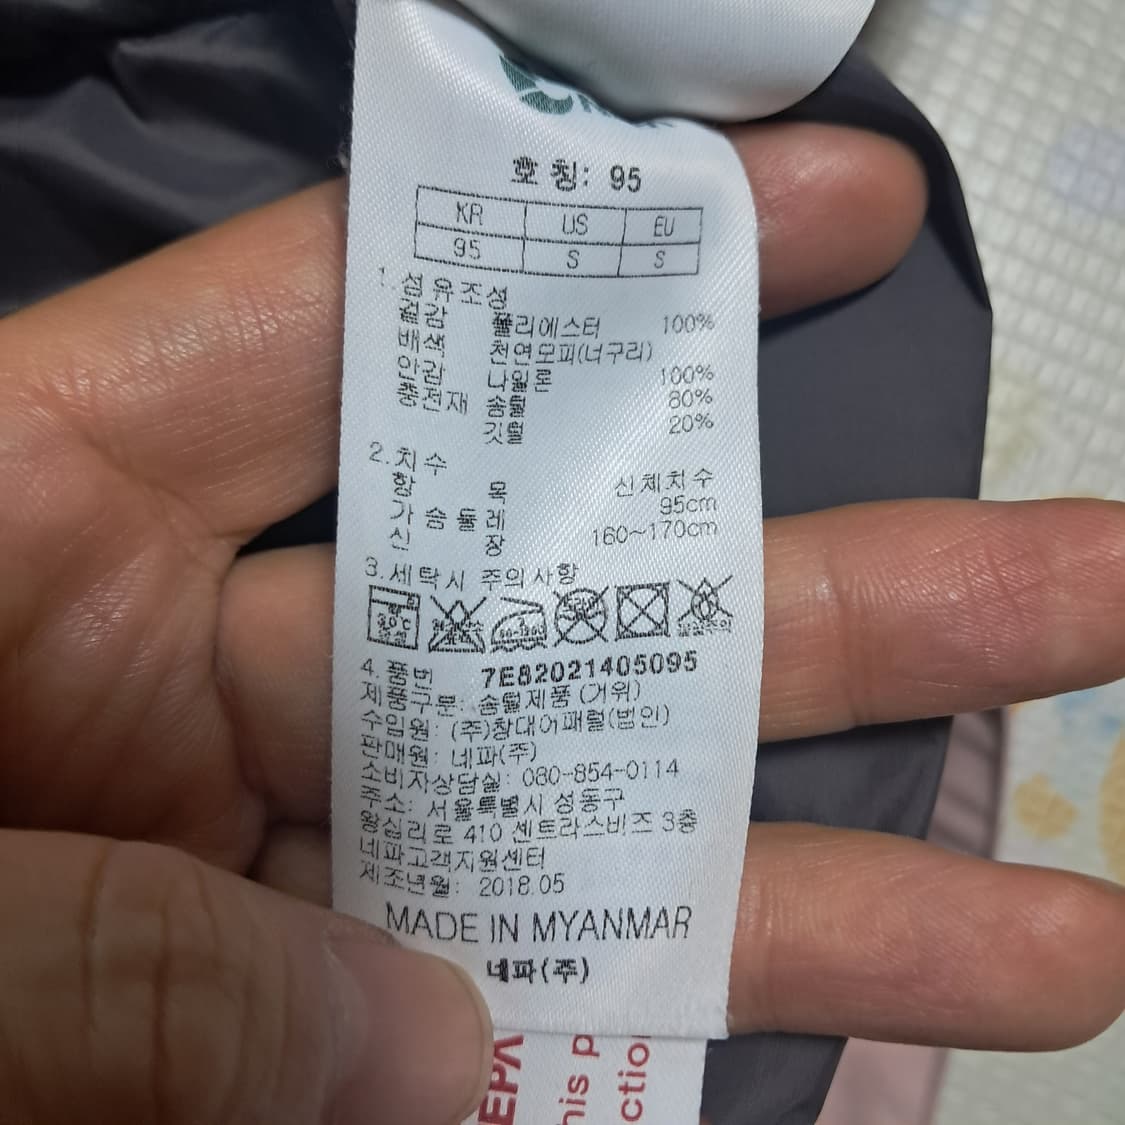 호 칭: 95
KR US EU
95 S S
1.섬유조성
겉감 폴리에스터 100%
배색 천연모피(너구리)
안감 나일론 100%
충전재 솜털 80%
깃털 20%
2.치수
항 목 신체치수
가슴둘레 95cm
신 장 160~170cm
3.세탁시 주의사항
30℃
4.품번 7E82021405095
제품구분: 솜털제품 (거위)
수입원: (주)창대어패럴(법인)
판매원: 네파(주)
소비자상담실: 080-854-0114
주소: 서울특별시 성동구
왕십리로 410 센트라스비즈 3층
네파고객지원센터
제조년월: 2018.05
MADE IN MYANMAR
네파(주)
EPA
his p
ctio